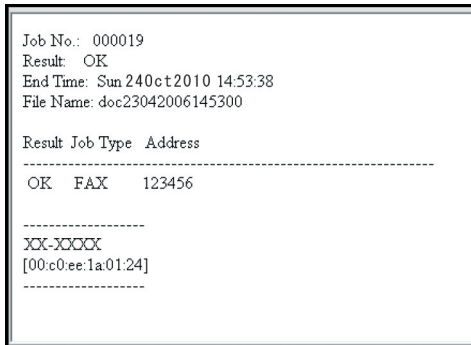 Job No.: 000019
Result: OK
End Time: Sun 24Oct2010 14:53:38
File Name: doc23042006145300
Result Job Type Address
-----------------------------------------------------------------
OK FAX 123456
-------------------
XX-XXXX
[00:c0:ee:1a:01:24]
-------------------